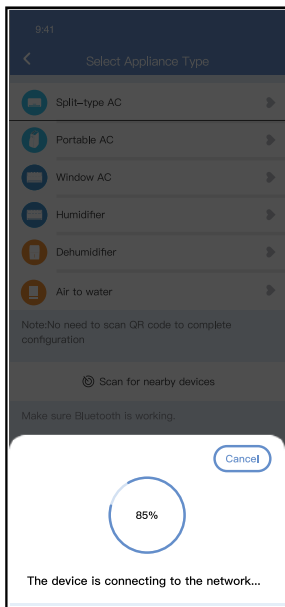 9:41
Select Appliance Type
Split-type AC
Portable AC
Window AC
Humidifier
Dehumidifier
Air to water
Note:No need to scan QR code to complete
configuration
Scan for nearby devices
Make sure Bluetooth is working.
Cancel
85%
The device is connecting to the network...